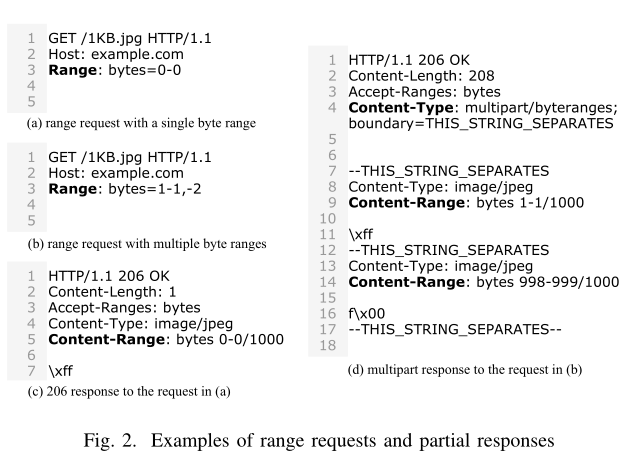 1 GET /1KB.jpg HTTP/1.1
2 Host: example.com
3 Range: bytes=0-0
4
5
(a) range request with a single byte range
1 GET /1KB.jpg HTTP/1.1
2 Host: example.com
3 Range: bytes=1-1,-2
4
5
(b) range request with multiple byte ranges
1 HTTP/1.1 206 OK
2 Content-Length: 1
3 Accept-Ranges: bytes
4 Content-Type: image/jpeg
5 Content-Range: bytes 0-0/1000
6
7 \xff
(c) 206 response to the request in (a)
1 HTTP/1.1 206 OK
2 Content-Length: 208
3 Accept-Ranges: bytes
4 Content-Type: multipart/byteranges;
boundary=THIS_STRING_SEPARATES
5
6
7 --THIS_STRING_SEPARATES
8 Content-Type: image/jpeg
9 Content-Range: bytes 1-1/1000
10
11 \xff
12 --THIS_STRING_SEPARATES
13 Content-Type: image/jpeg
14 Content-Range: bytes 998-999/1000
15
16 f\x00
17 --THIS_STRING_SEPARATES--
18
(d) multipart response to the request in (b)
Fig. 2. Examples of range requests and partial responses